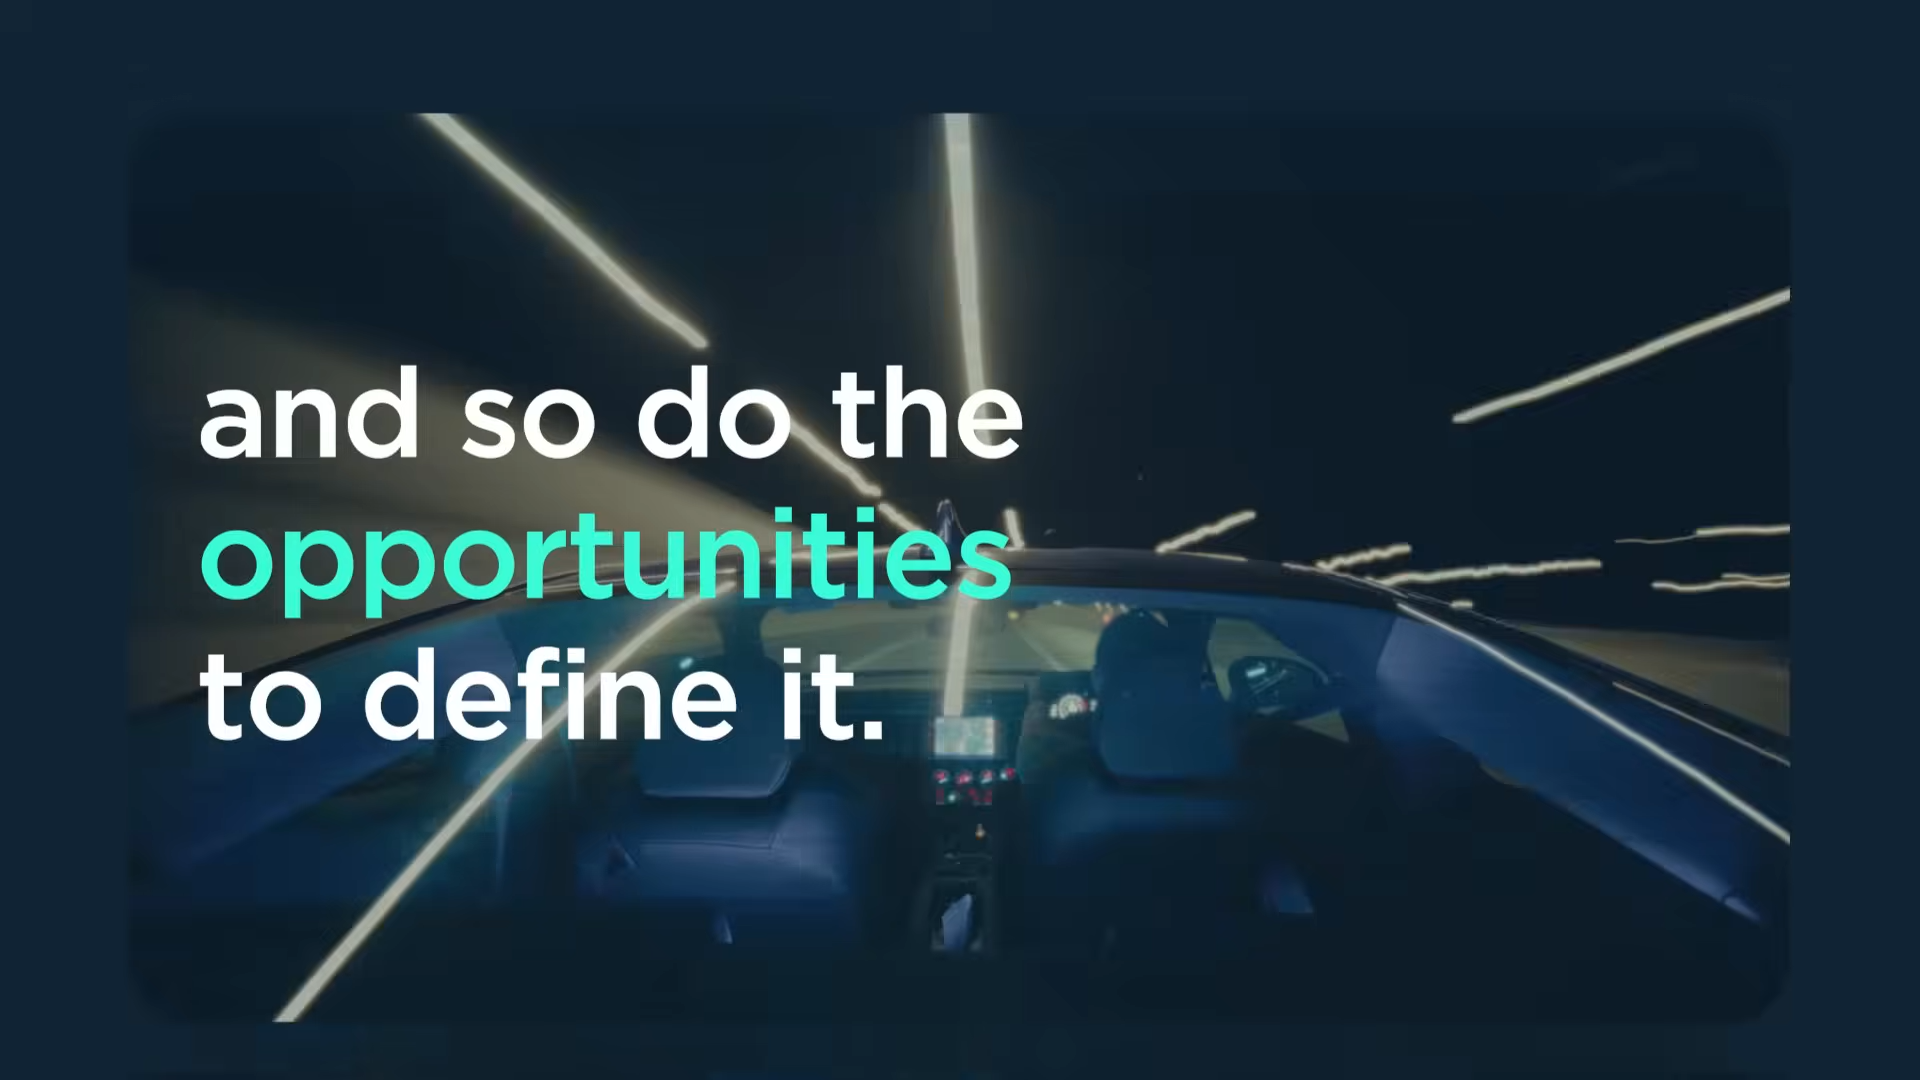 and so do the
opportunities
to define it.